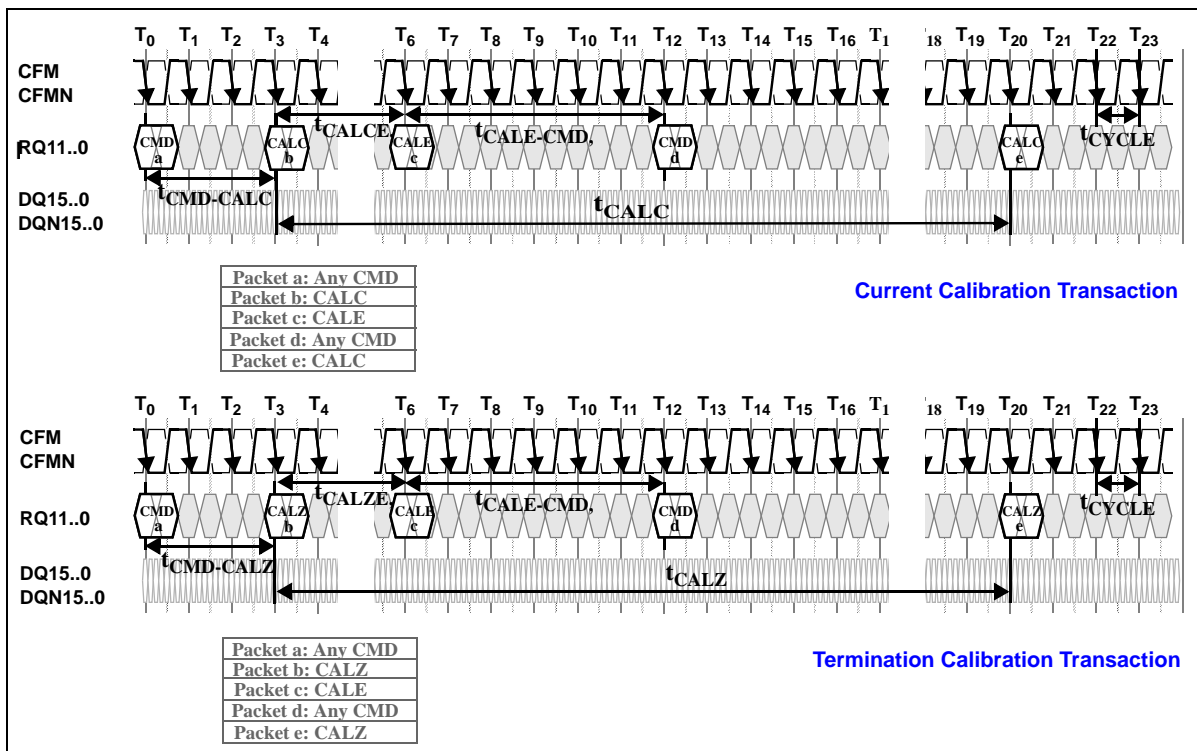 T0 T1 T2 T3 T4 T6 T7 T8 T9 T10 T11 T12 T13 T14 T15 T16 T1 18 T19 T20 T21 T22 T23
CFM
CFMN
tCALCE, tCALE-CMD, tCYCLE
RQ11..0
CMD a CALC b CALE c CMD d CALC e
tCMD-CALC
DQ15..0
DQN15..0
tCALC
Packet a: Any CMD
Packet b: CALC
Packet c: CALE
Packet d: Any CMD
Packet e: CALC
Current Calibration Transaction
T0 T1 T2 T3 T4 T6 T7 T8 T9 T10 T11 T12 T13 T14 T15 T16 T1 18 T19 T20 T21 T22 T23
CFM
CFMN
tCALZE, tCALE-CMD, tCYCLE
RQ11..0
CMD a CALZ b CALE c CMD d CALZ e
tCMD-CALZ
DQ15..0
DQN15..0
tCALZ
Packet a: Any CMD
Packet b: CALZ
Packet c: CALE
Packet d: Any CMD
Packet e: CALZ
Termination Calibration Transaction